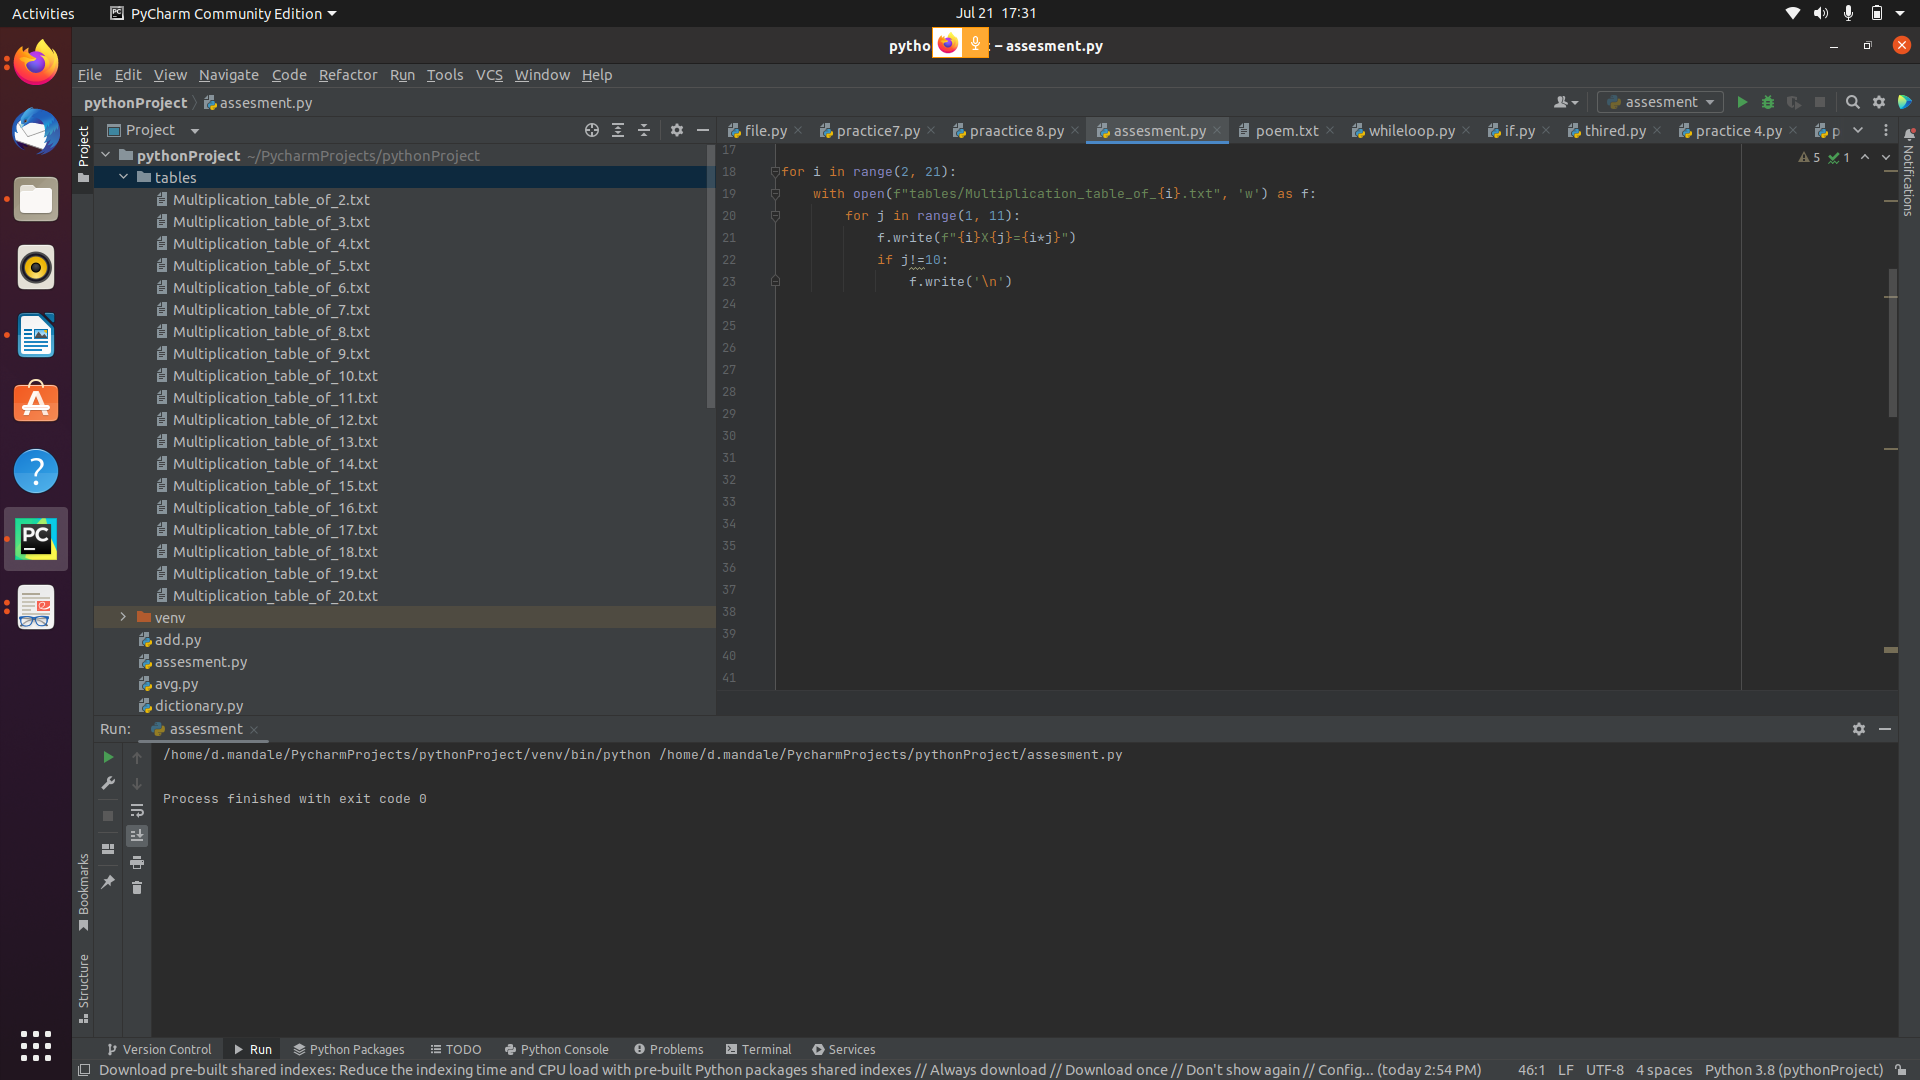 Activities PyCharm Community Edition Jul 21 17:31
pytho – assesment.py
File Edit View Navigate Code Refactor Run Tools VCS Window Help
pythonProject assesment.py assesment
Project
file.py practice7.py praactice 8.py assesment.py poem.txt whileloop.py if.py thired.py practice 4.py p
Project
Notifications
pythonProject ~/PycharmProjects/pythonProject
tables
Multiplication_table_of_2.txt
Multiplication_table_of_3.txt
Multiplication_table_of_4.txt
Multiplication_table_of_5.txt
Multiplication_table_of_6.txt
Multiplication_table_of_7.txt
Multiplication_table_of_8.txt
Multiplication_table_of_9.txt
Multiplication_table_of_10.txt
Multiplication_table_of_11.txt
Multiplication_table_of_12.txt
Multiplication_table_of_13.txt
Multiplication_table_of_14.txt
Multiplication_table_of_15.txt
Multiplication_table_of_16.txt
Multiplication_table_of_17.txt
Multiplication_table_of_18.txt
Multiplication_table_of_19.txt
Multiplication_table_of_20.txt
venv
add.py
assesment.py
avg.py
dictionary.py
5 1
17
18 for i in range(2, 21):
19 with open(f"tables/Multiplication_table_of_{i}.txt", 'w') as f:
20 for j in range(1, 11):
21 f.write(f"{i}X{j}={i*j}")
22 if j!=10:
23 f.write('\n')
24
25
26
27
28
29
30
31
32
33
34
35
36
37
38
39
40
41
Run: assesment
/home/d.mandale/PycharmProjects/pythonProject/venv/bin/python /home/d.mandale/PycharmProjects/pythonProject/assesment.py
Process finished with exit code 0
Bookmarks
Structure
Version Control Run Python Packages TODO Python Console Problems Terminal Services
Download pre-built shared indexes: Reduce the indexing time and CPU load with pre-built Python packages shared indexes // Always download // Download once // Don't show again // Config... (today 2:54 PM) 46:1 LF UTF-8 4 spaces Python 3.8 (pythonProject)
PC